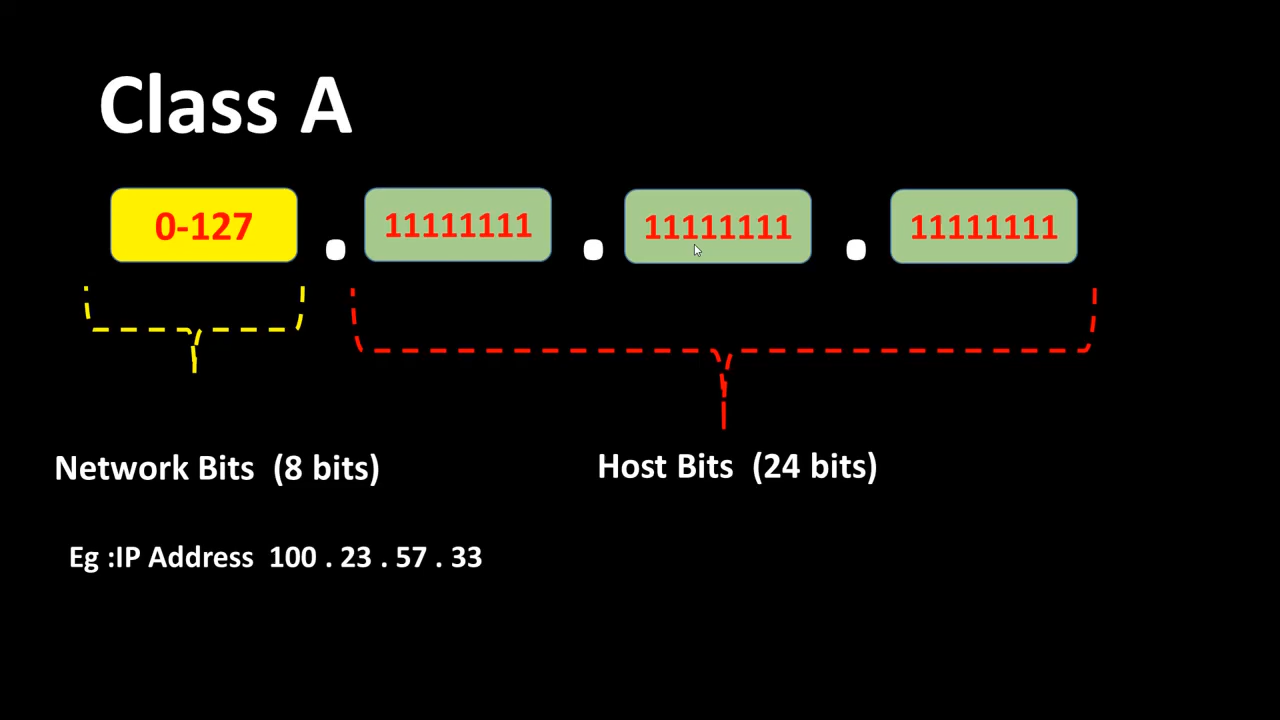 Class A
0-127 . 11111111 . 11111111 . 11111111
Network Bits (8 bits)
Host Bits (24 bits)
Eg :IP Address 100 . 23 . 57 . 33